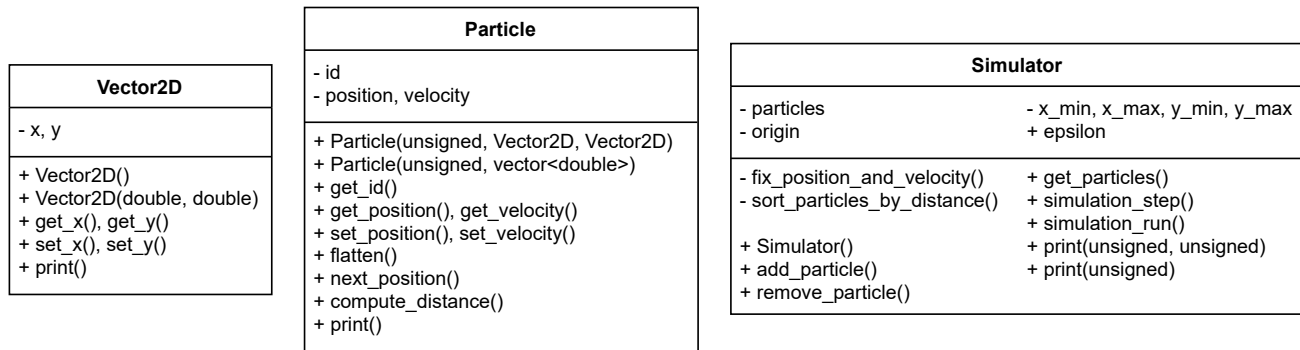 Vector2D
- x, y
+ Vector2D()
+ Vector2D(double, double)
+ get_x(), get_y()
+ set_x(), set_y()
+ print()
Particle
- id
- position, velocity
+ Particle(unsigned, Vector2D, Vector2D)
+ Particle(unsigned, vector<double>)
+ get_id()
+ get_position(), get_velocity()
+ set_position(), set_velocity()
+ flatten()
+ next_position()
+ compute_distance()
+ print()
Simulator
- particles
- origin
- x_min, x_max, y_min, y_max
+ epsilon
- fix_position_and_velocity()
- sort_particles_by_distance()
+ Simulator()
+ add_particle()
+ remove_particle()
+ get_particles()
+ simulation_step()
+ simulation_run()
+ print(unsigned, unsigned)
+ print(unsigned)